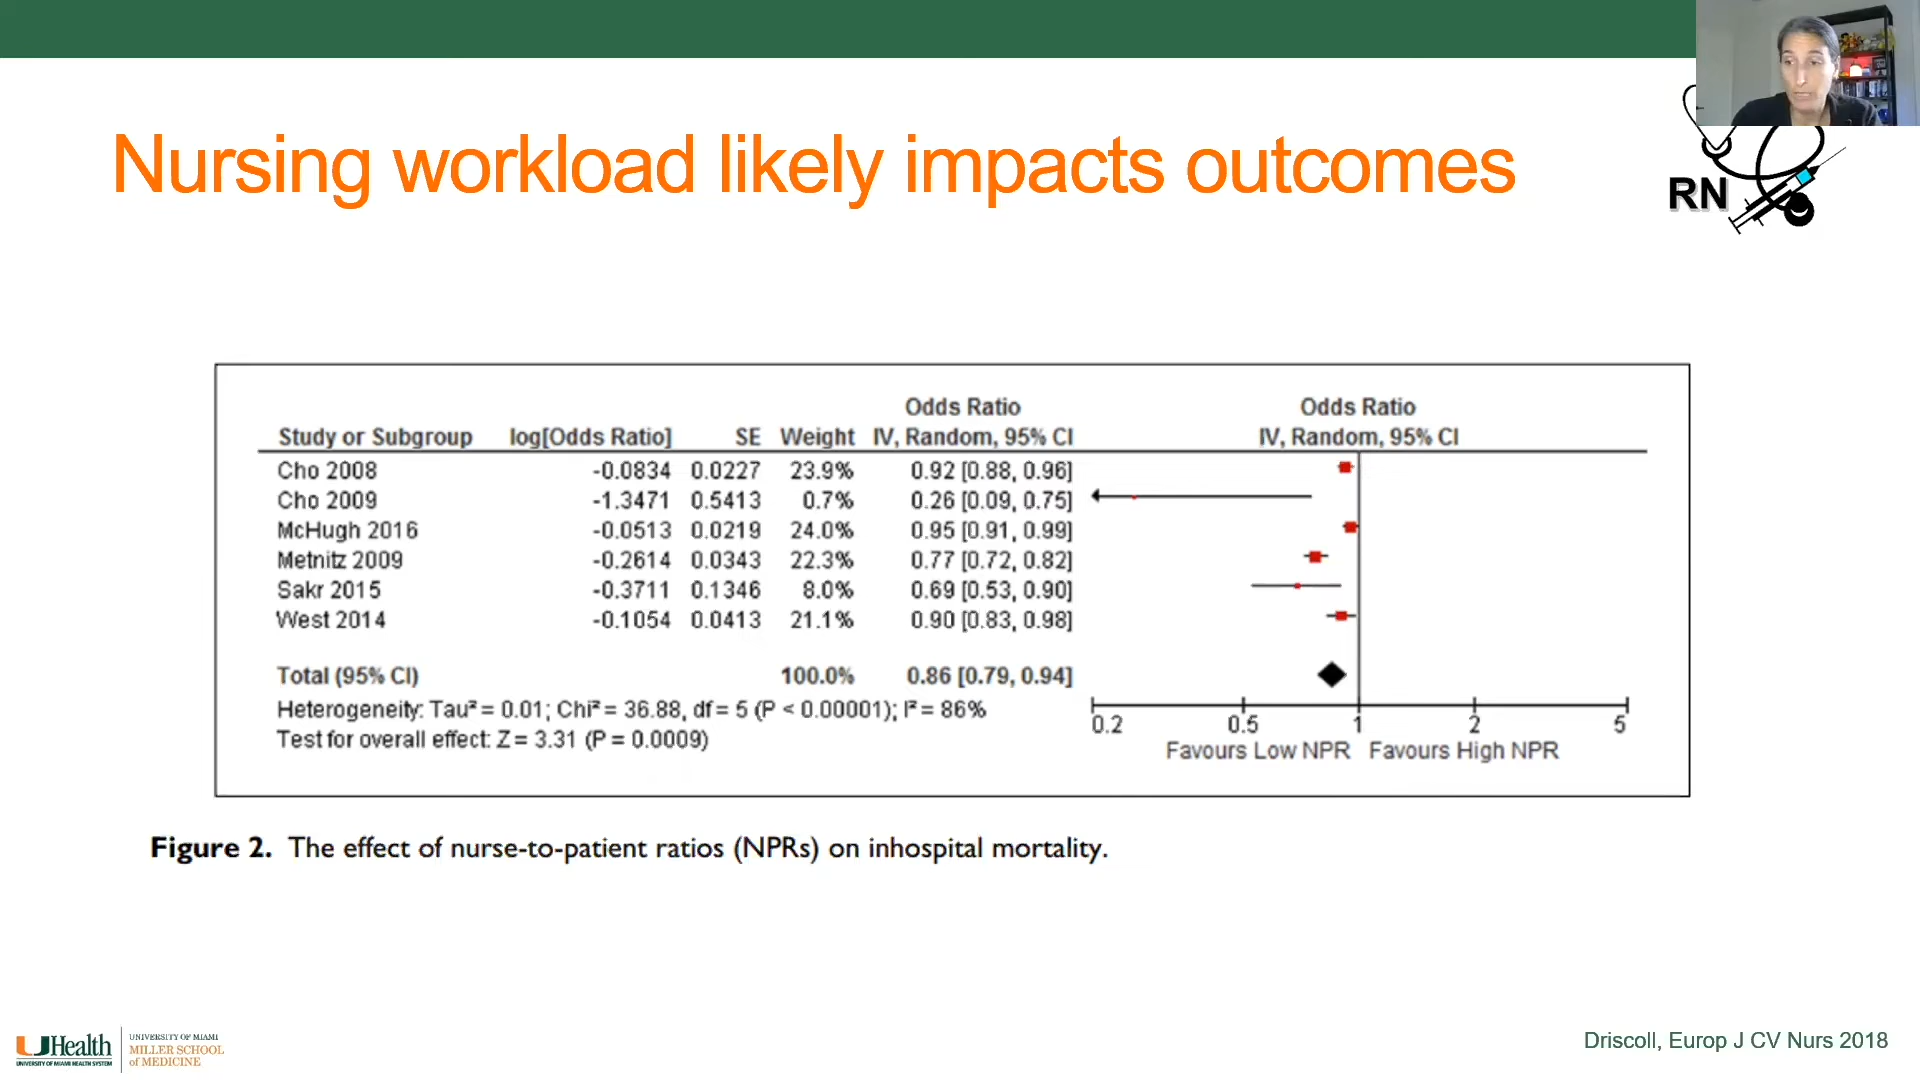 Nursing workload likely impacts outcomes
RN
Odds Ratio Odds Ratio
Study or Subgroup log[Odds Ratio] SE Weight IV, Random, 95% CI IV, Random, 95% CI
Cho 2008 -0.0834 0.0227 23.9% 0.92 [0.88, 0.96]
Cho 2009 -1.3471 0.5413 0.7% 0.26 [0.09, 0.75]
McHugh 2016 -0.0513 0.0219 24.0% 0.95 [0.91, 0.99]
Metnitz 2009 -0.2614 0.0343 22.3% 0.77 [0.72, 0.82]
Sakr 2015 -0.3711 0.1346 8.0% 0.69 [0.53, 0.90]
West 2014 -0.1054 0.0413 21.1% 0.90 [0.83, 0.98]
Total (95% CI) 100.0% 0.86 [0.79, 0.94]
Heterogeneity: Tau² = 0.01; Chi² = 36.88, df = 5 (P < 0.00001); I² = 86%
Test for overall effect: Z = 3.31 (P = 0.0009)
0.2 0.5 1 2 5
Favours Low NPR Favours High NPR
Figure 2. The effect of nurse-to-patient ratios (NPRs) on inhospital mortality.
UHealth
UNIVERSITY OF MIAMI HEALTH SYSTEM
UNIVERSITY OF MIAMI
MILLER SCHOOL
of MEDICINE
Driscoll, Europ J CV Nurs 2018